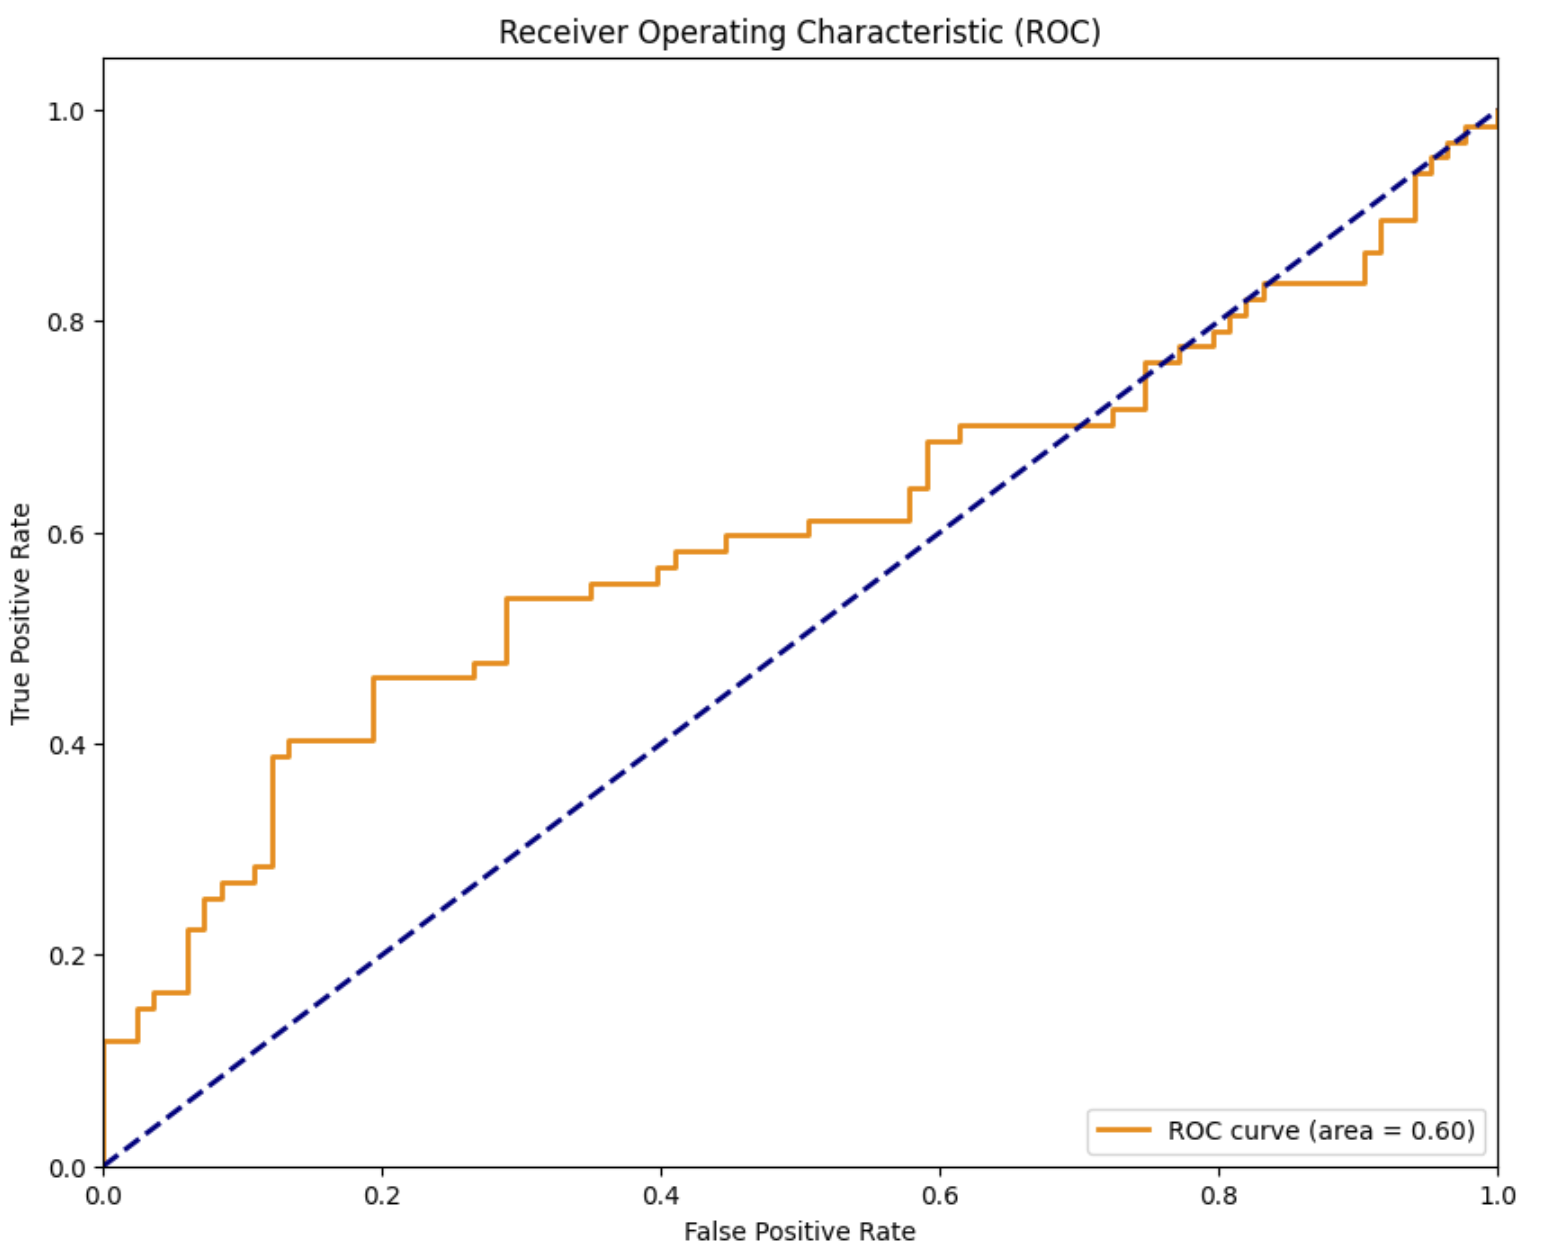 Receiver Operating Characteristic (ROC)
1.0
0.8
0.6
0.4
0.2
0.0
True Positive Rate
0.0 0.2 0.4 0.6 0.8 1.0
False Positive Rate
ROC curve (area = 0.60)